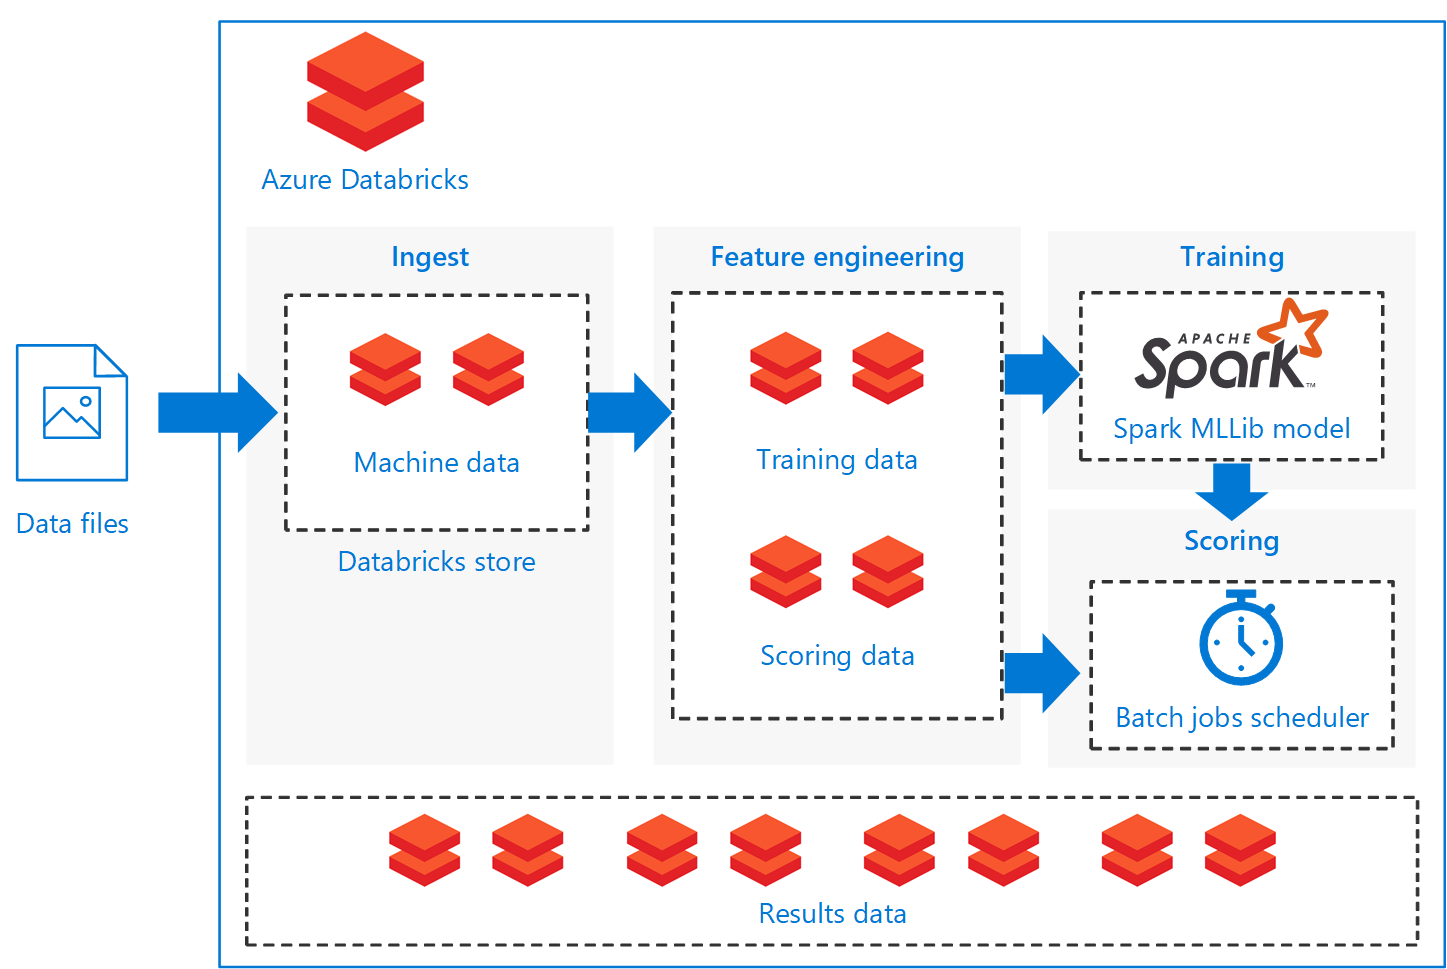 Azure Databricks
Ingest
Machine data
Databricks store
Data files
Feature engineering
Training data
Scoring data
Training
APACHE
Spark™
Spark MLLib model
Scoring
Batch jobs scheduler
Results data